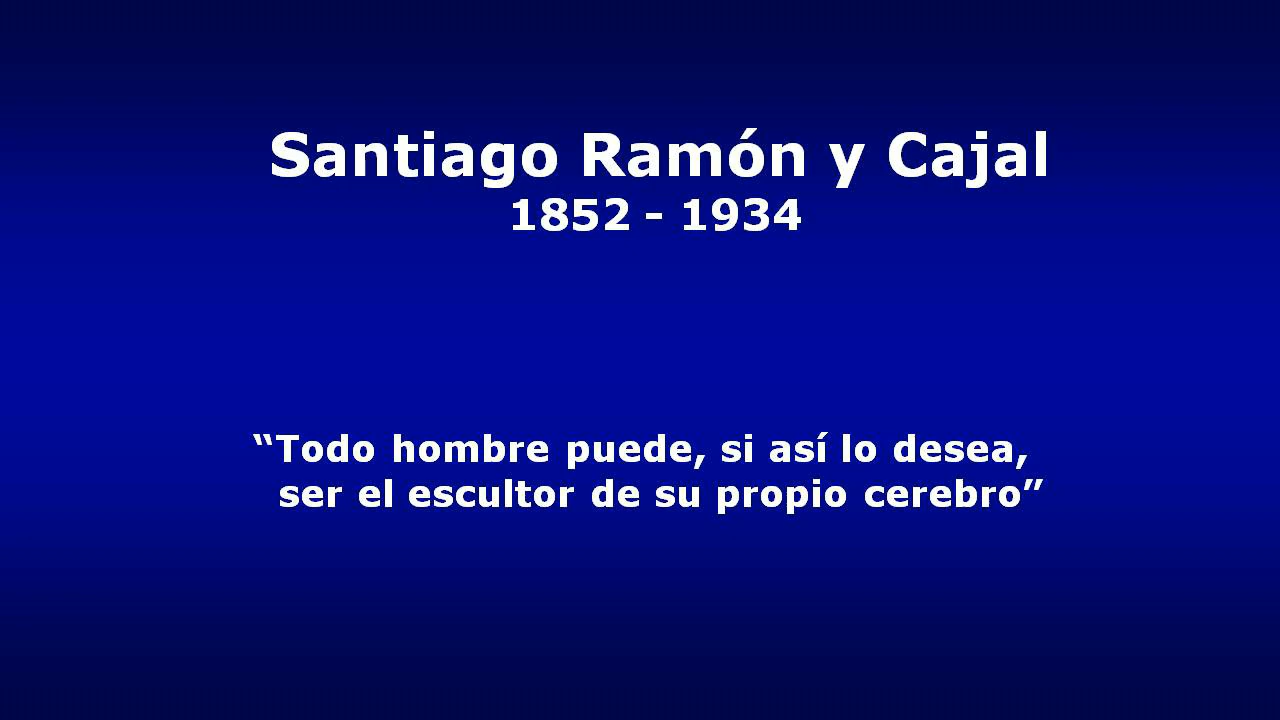 Santiago Ramón y Cajal
1852 - 1934
“Todo hombre puede, si así lo desea,
ser el escultor de su propio cerebro”